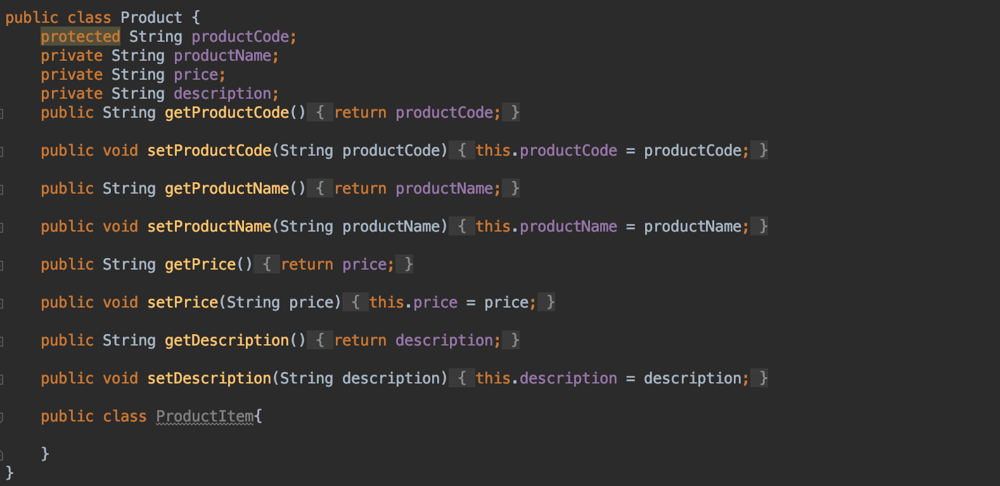 public class Product {
protected String productCode;
private String productName;
private String price;
private String description;
public String getProductCode() { return productCode; }
public void setProductCode(String productCode) { this.productCode = productCode; }
public String getProductName() { return productName; }
public void setProductName(String productName) { this.productName = productName; }
public String getPrice() { return price; }
public void setPrice(String price) { this.price = price; }
public String getDescription() { return description; }
public void setDescription(String description) { this.description = description; }
public class ProductItem{
}
}